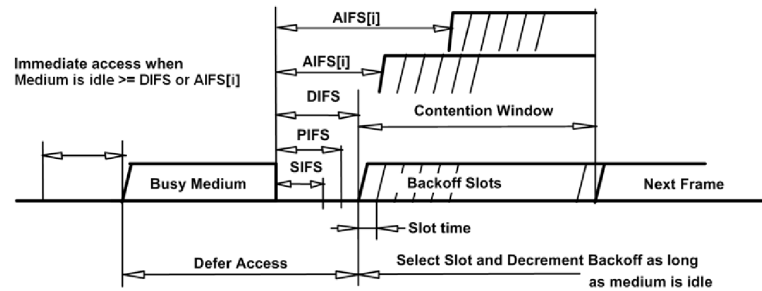 AIFS[i]
AIFS[i]
Immediate access when
Medium is idle >= DIFS or AIFS[i]
DIFS
Contention Window
PIFS
SIFS
Busy Medium
Backoff Slots
Next Frame
Slot time
Defer Access
Select Slot and Decrement Backoff as long
as medium is idle